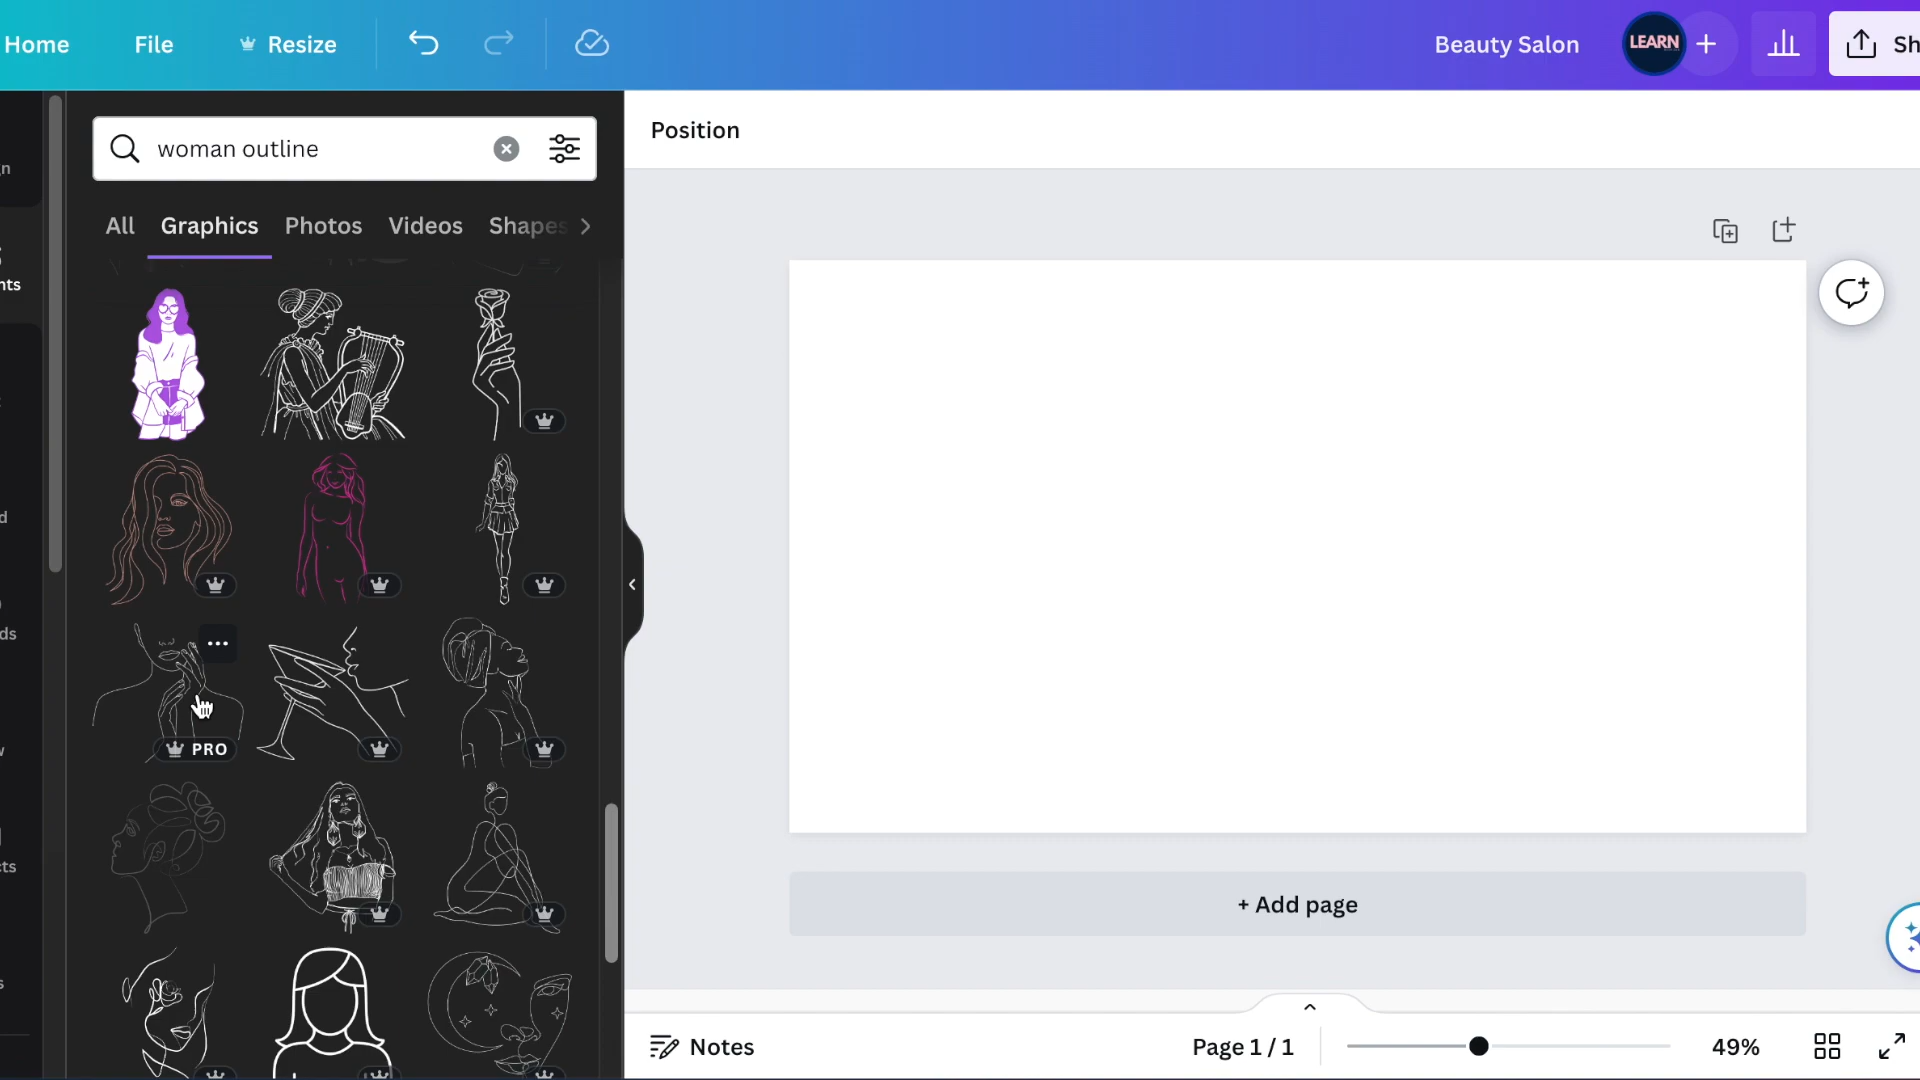 Home File Resize Beauty Salon LEARN Sh
woman outline
Position
All Graphics Photos Videos Shapes
nts
PRO
+ Add page
Notes Page 1 / 1 49%